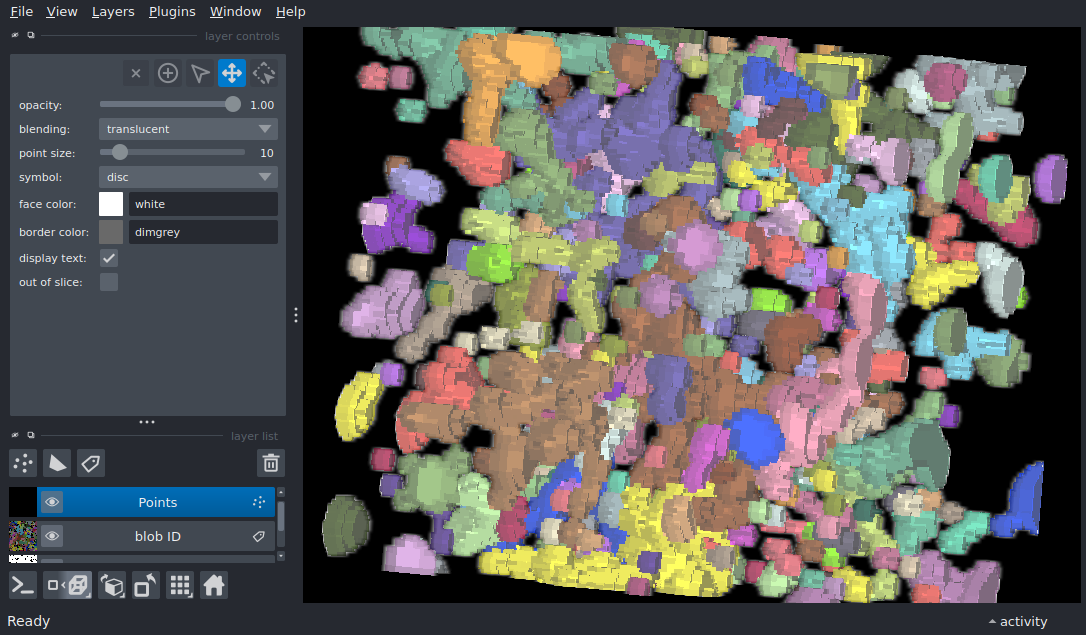 File View Layers Plugins Window Help
layer controls
opacity: 1.00
blending: translucent
point size: 10
symbol: disc
face color: white
border color: dimgrey
display text:
out of slice:
layer list
Points
blob ID
Ready
activity